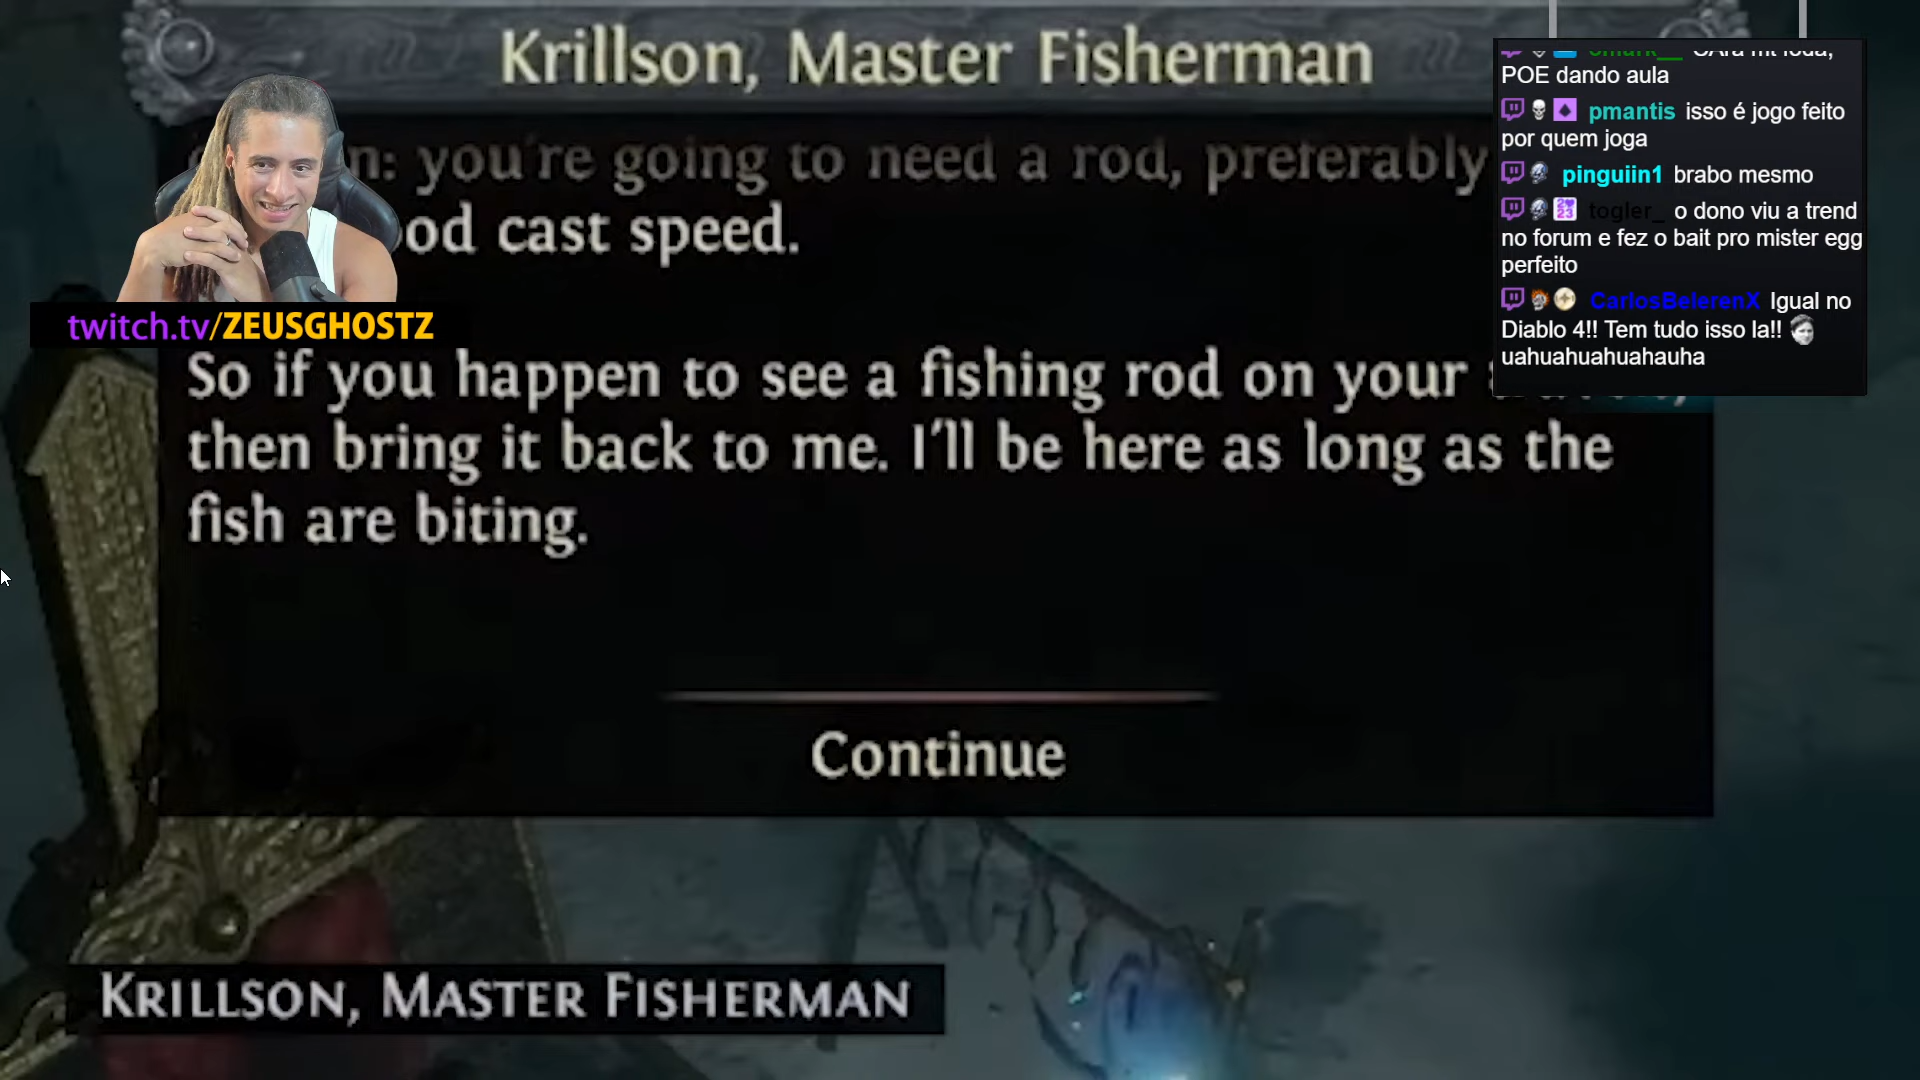 Krillson, Master Fisherman
you're going to need a rod, preferably
cast speed.
twitch.tv/ZEUSGHOSTZ
So if you happen to see a fishing rod on your
then bring it back to me. I'll be here as long as the
fish are biting.
Continue
KRILLSON, MASTER FISHERMAN
POE dando aula
pmantis isso é jogo feito
por quem joga
pinguiin1 brabo mesmo
togler_ o dono viu a trend
no forum e fez o bait pro mister egg
perfeito
CarlosBelerenX Igual no
Diablo 4!! Tem tudo isso la!!
uahuahuahuahauha